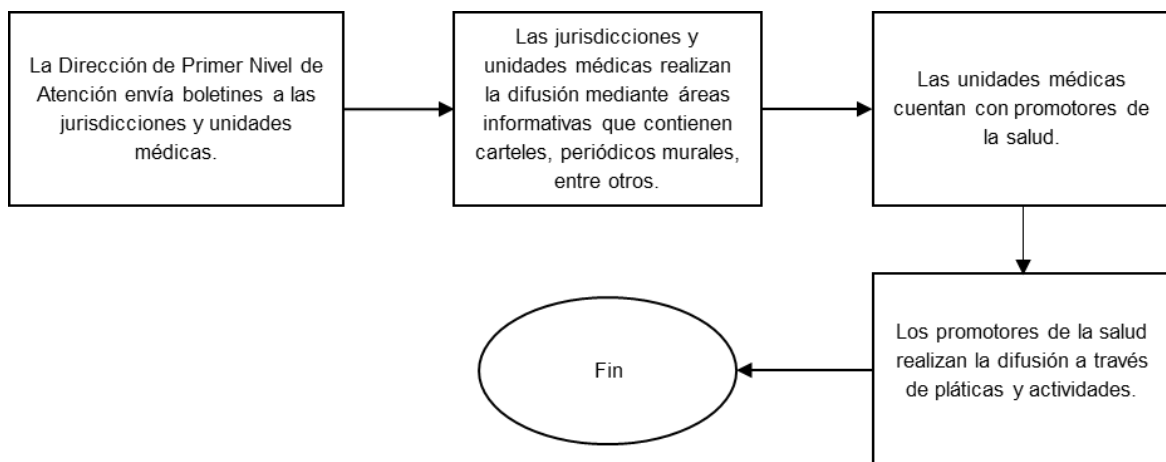 La Dirección de Primer Nivel de
Atención envía boletines a las
jurisdicciones y unidades
médicas.
Las jurisdicciones y
unidades médicas realizan
la difusión mediante áreas
informativas que contienen
carteles, periódicos murales,
entre otros.
Las unidades médicas
cuentan con promotores de
la salud.
Los promotores de la salud
realizan la difusión a través
de pláticas y actividades.
Fin